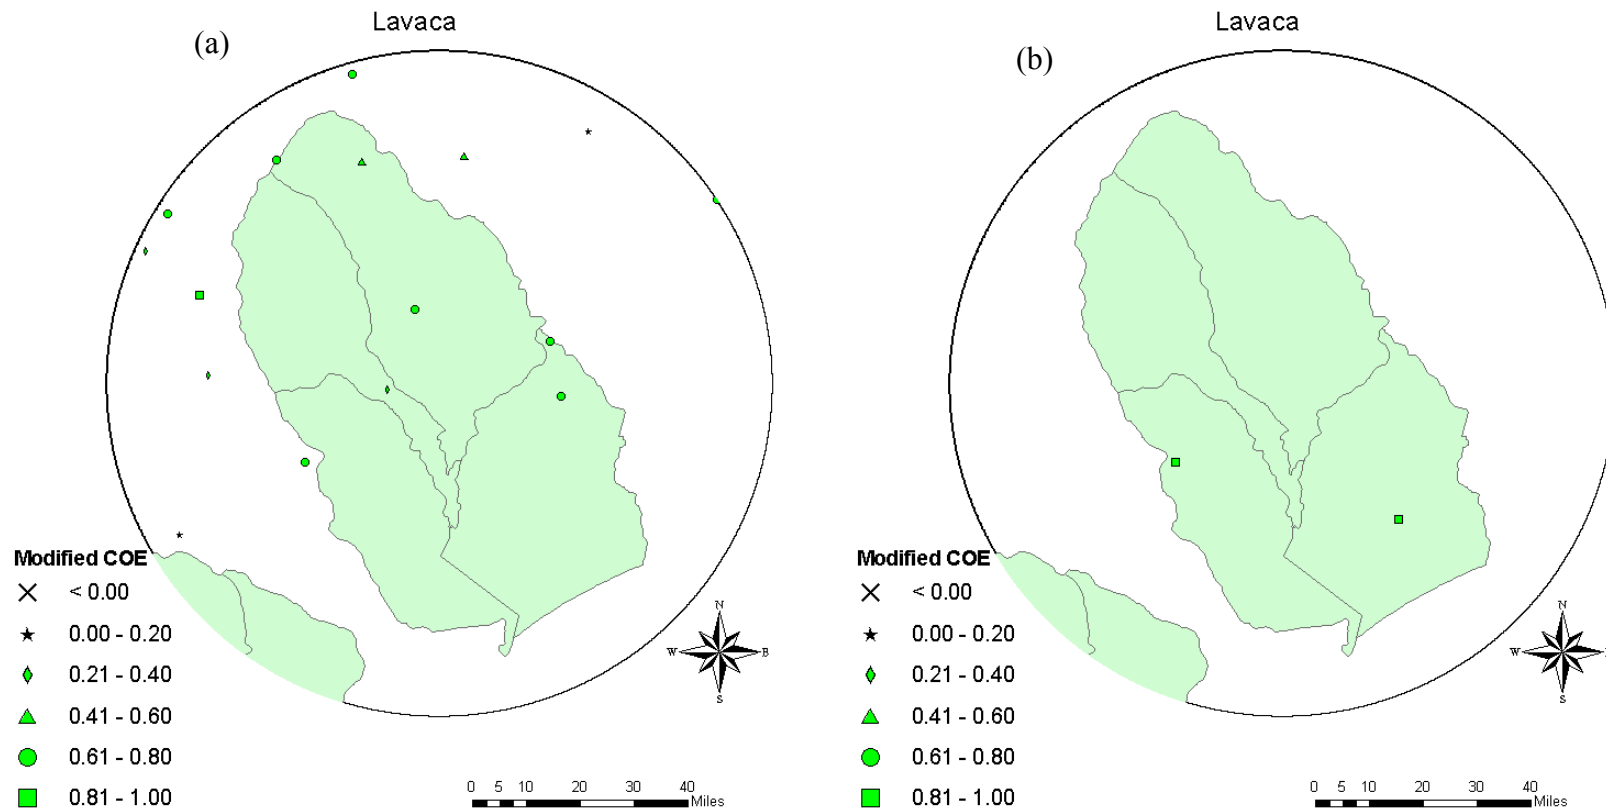 Lavaca
(a)
Modified COE
< 0.00
0.00 - 0.20
0.21 - 0.40
0.41 - 0.60
0.61 - 0.80
0.81 - 1.00
N
W E
S
0 5 10 20 30 40
Miles
Lavaca
(b)
Modified COE
< 0.00
0.00 - 0.20
0.21 - 0.40
0.41 - 0.60
0.61 - 0.80
0.81 - 1.00
N
W
S
0 5 10 20 30 40
Miles